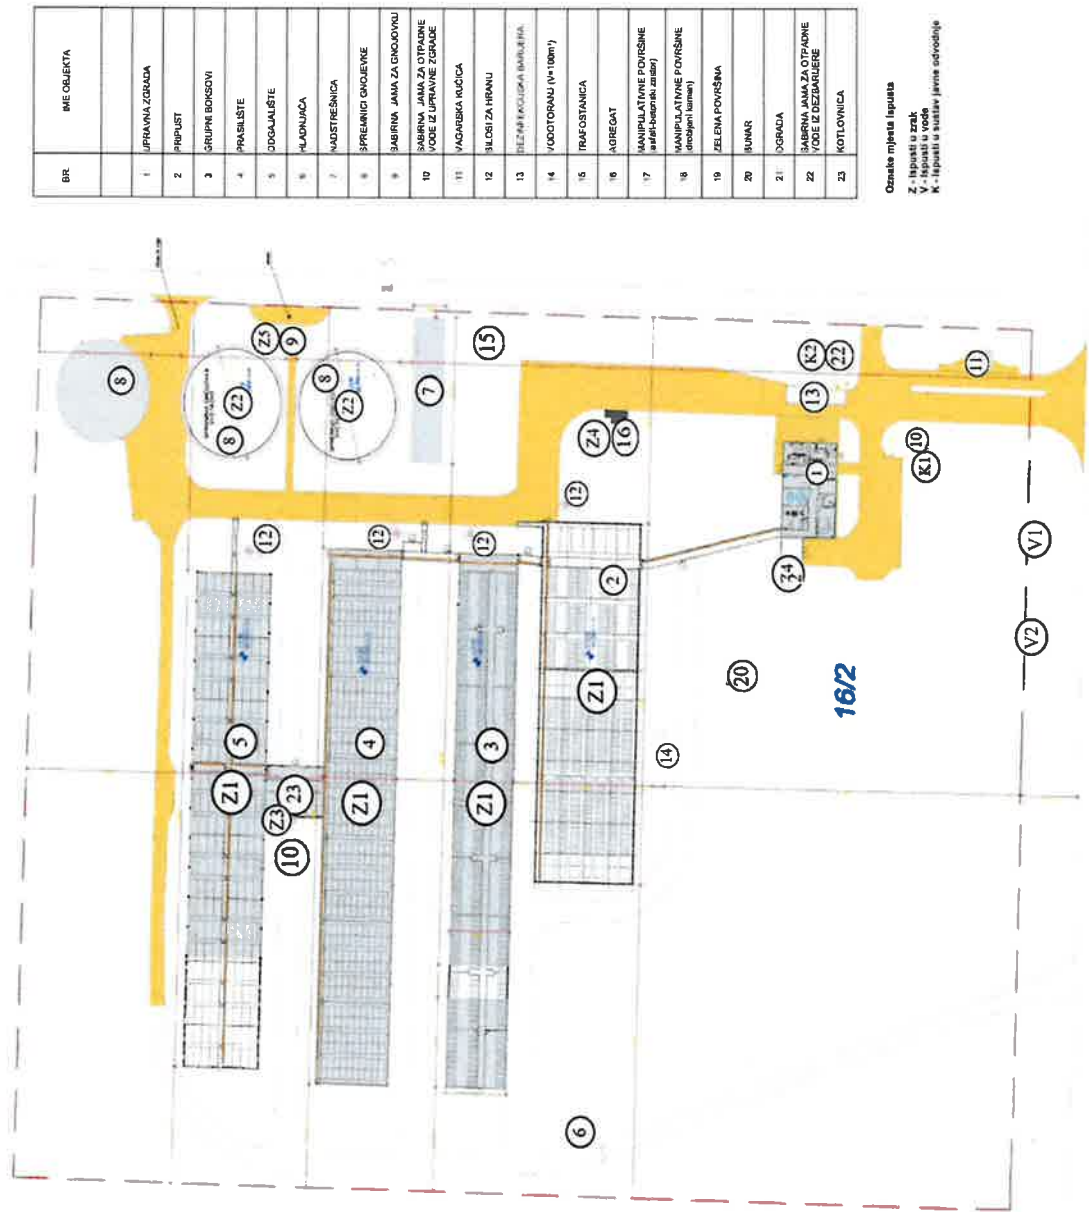 BR.
IME OBJEKTA
1
UPRAVNA ZGRADA
2
PRIPUST
3
GRUPNI BOKSOVI
4
PRASILIŠTE
5
ODGAJALIŠTE
6
HLADNJAČA
7
NADSTREŠNICA
8
SPREMNICI GNOJEVKE
9
SABIRNA JAMA ZA GNOJOVKU
10
SABIRNA JAMA ZA OTPADNE
VODE IZ UPRAVNE ZGRADE
11
VAGARSKA KUĆICA
12
SILOSI ZA HRANU
13
DEZINFEKCIJSKA BARIJERA
14
VODOTORANJ (V=100m³)
15
TRAFOSTANICA
16
AGREGAT
17
MANIPULATIVNE POVRŠINE
(asfalt-betonski zastor)
18
MANIPULATIVNE POVRŠINE
(drobljeni kamen)
19
ZELENA POVRŠINA
20
BUNAR
21
OGRADA
22
SABIRNA JAMA ZA OTPADNE
VODE IZ DEZBARIJERE
23
KOTLOVNICA
Oznake mjesta ispusta
Z - ispusti u zrak
V - ispusti u vode
K - ispusti u sustav javne odvodnje
8
Z2
8
Z5
9
8
Z2
7
15
Z4
16
K2
22
13
11
10
K1
1
12
12
12
12
2
Z4
V1
V2
Z1
20
16/2
14
5
Z1
4
Z1
3
Z1
23
Z3
10
6